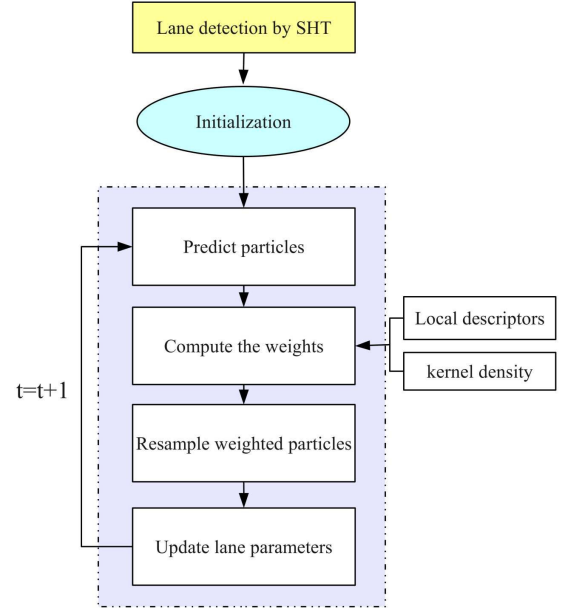 Lane detection by SHT
Initialization
Predict particles
Compute the weights
Local descriptors
kernel density
t=t+1
Resample weighted particles
Update lane parameters